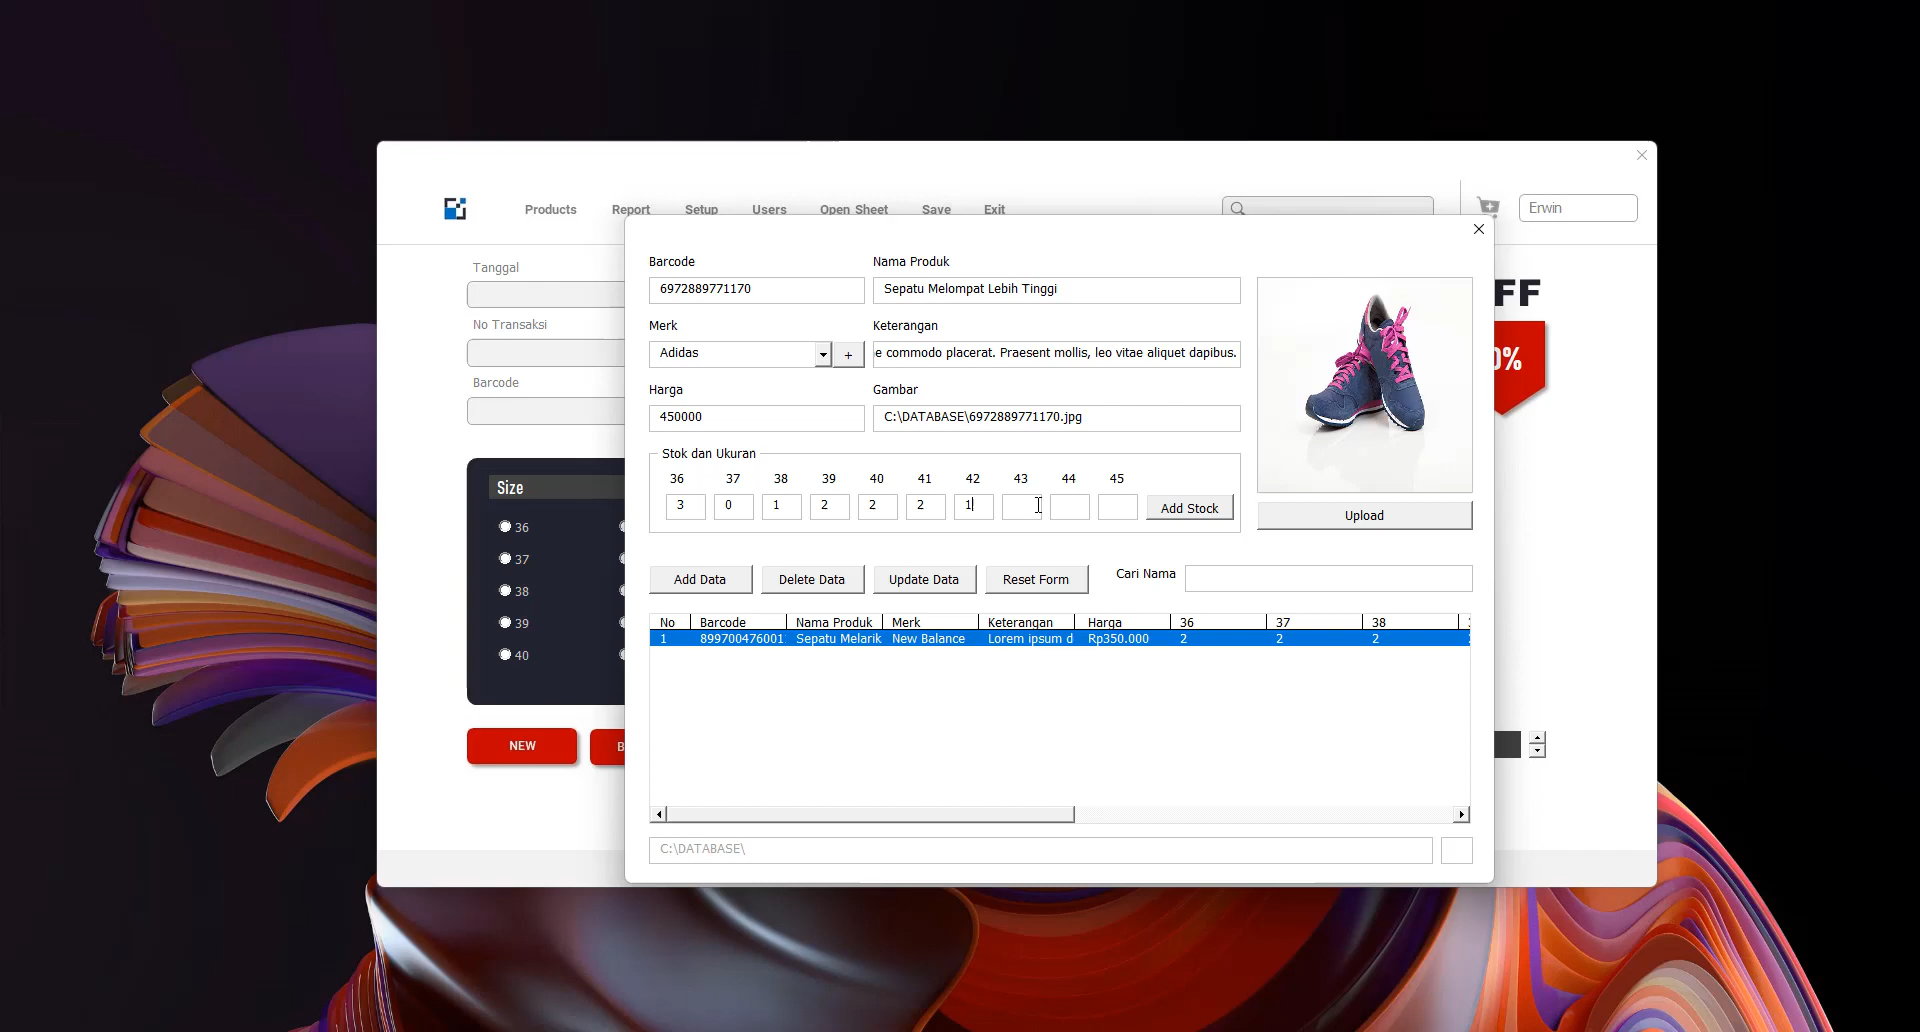 Products Report Setup Users Open Sheet Save Exit Erwin
Tanggal
No Transaksi
Barcode
Size
36
37
38
39
40
NEW
B
FF
0%
Barcode Nama Produk
6972889771170 Sepatu Melompat Lebih Tinggi
Merk Keterangan
Adidas + e commodo placerat. Praesent mollis, leo vitae aliquet dapibus.
Harga Gambar
450000 C:\DATABASE\6972889771170.jpg
Stok dan Ukuran
36 37 38 39 40 41 42 43 44 45
3 0 1 2 2 2 1 Add Stock
Upload
Add Data Delete Data Update Data Reset Form Cari Nama
No Barcode Nama Produk Merk Keterangan Harga 36 37 38
1 899700476001 Sepatu Melarik New Balance Lorem ipsum d Rp350.000 2 2 2
C:\DATABASE\